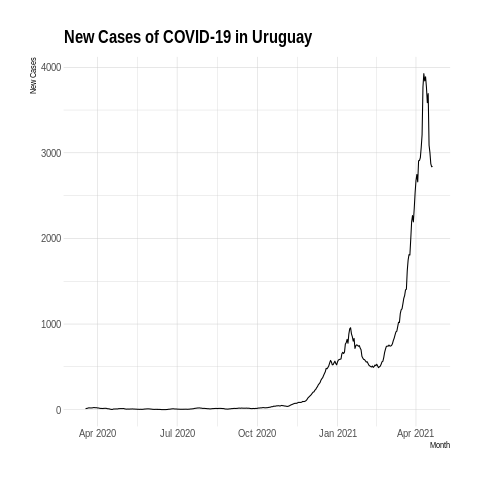 New Cases of COVID-19 in Uruguay
New Cases
4000
3000
2000
1000
0
Apr 2020 Jul 2020 Oct 2020 Jan 2021 Apr 2021
Month